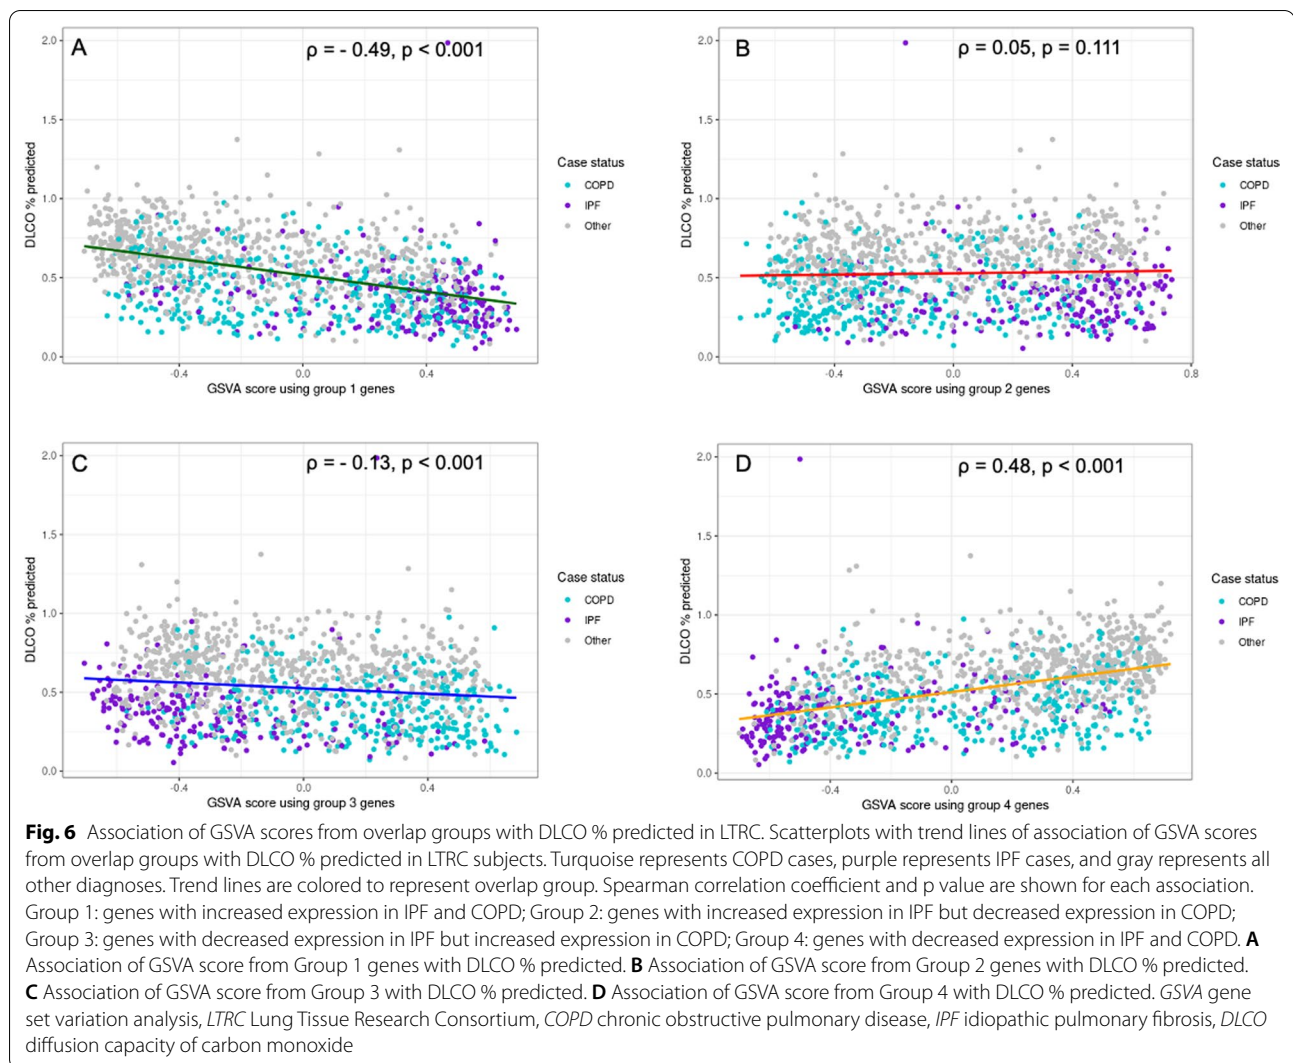 A
ρ = - 0.49, p < 0.001
2.0
1.5
1.0
0.5
0.0
DLCO % predicted
-0.4
0.0
0.4
GSVA score using group 1 genes
Case status
COPD
IPF
Other
B
ρ = 0.05, p = 0.111
2.0
1.5
1.0
0.5
0.0
DLCO % predicted
-0.4
0.0
0.4
0.8
GSVA score using group 2 genes
Case status
COPD
IPF
Other
C
ρ = - 0.13, p < 0.001
2.0
1.5
1.0
0.5
0.0
DLCO % predicted
-0.4
0.0
0.4
GSVA score using group 3 genes
Case status
COPD
IPF
Other
D
ρ = 0.48, p < 0.001
2.0
1.5
1.0
0.5
0.0
DLCO % predicted
-0.4
0.0
0.4
GSVA score using group 4 genes
Case status
COPD
IPF
Other
Fig. 6 Association of GSVA scores from overlap groups with DLCO % predicted in LTRC. Scatterplots with trend lines of association of GSVA scores
from overlap groups with DLCO % predicted in LTRC subjects. Turquoise represents COPD cases, purple represents IPF cases, and gray represents all
other diagnoses. Trend lines are colored to represent overlap group. Spearman correlation coefficient and p value are shown for each association.
Group 1: genes with increased expression in IPF and COPD; Group 2: genes with increased expression in IPF but decreased expression in COPD;
Group 3: genes with decreased expression in IPF but increased expression in COPD; Group 4: genes with decreased expression in IPF and COPD. A
Association of GSVA score from Group 1 genes with DLCO % predicted. B Association of GSVA score from Group 2 genes with DLCO % predicted.
C Association of GSVA score from Group 3 with DLCO % predicted. D Association of GSVA score from Group 4 with DLCO % predicted. GSVA gene
set variation analysis, LTRC Lung Tissue Research Consortium, COPD chronic obstructive pulmonary disease, IPF idiopathic pulmonary fibrosis, DLCO
diffusion capacity of carbon monoxide